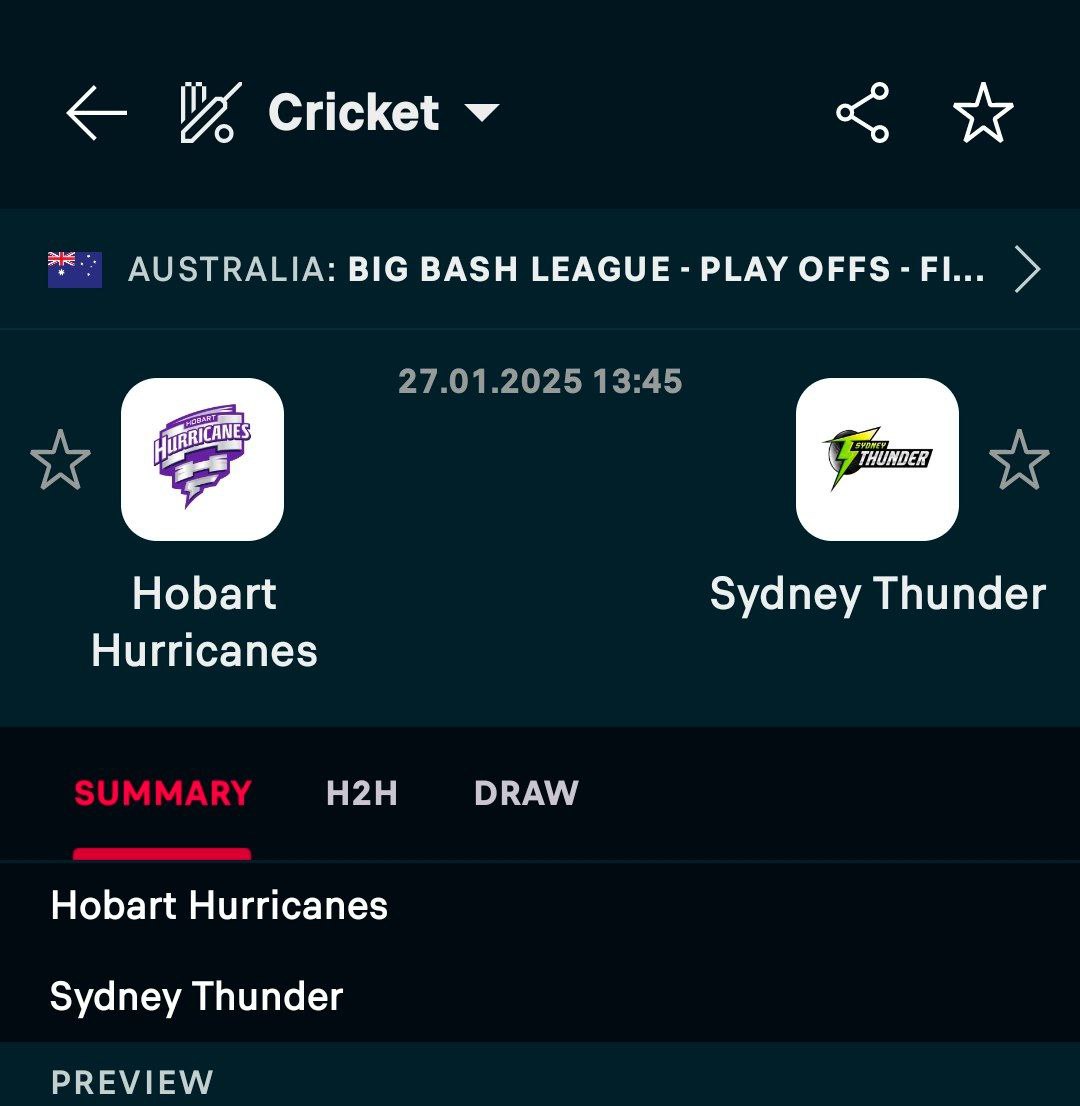 Cricket
AUSTRALIA: BIG BASH LEAGUE - PLAY OFFS - FI...
27.01.2025 13:45
HOBART
HURRICANES
SYDNEY
THUNDER
Hobart
Hurricanes
Sydney Thunder
SUMMARY H2H DRAW
Hobart Hurricanes
Sydney Thunder
PREVIEW